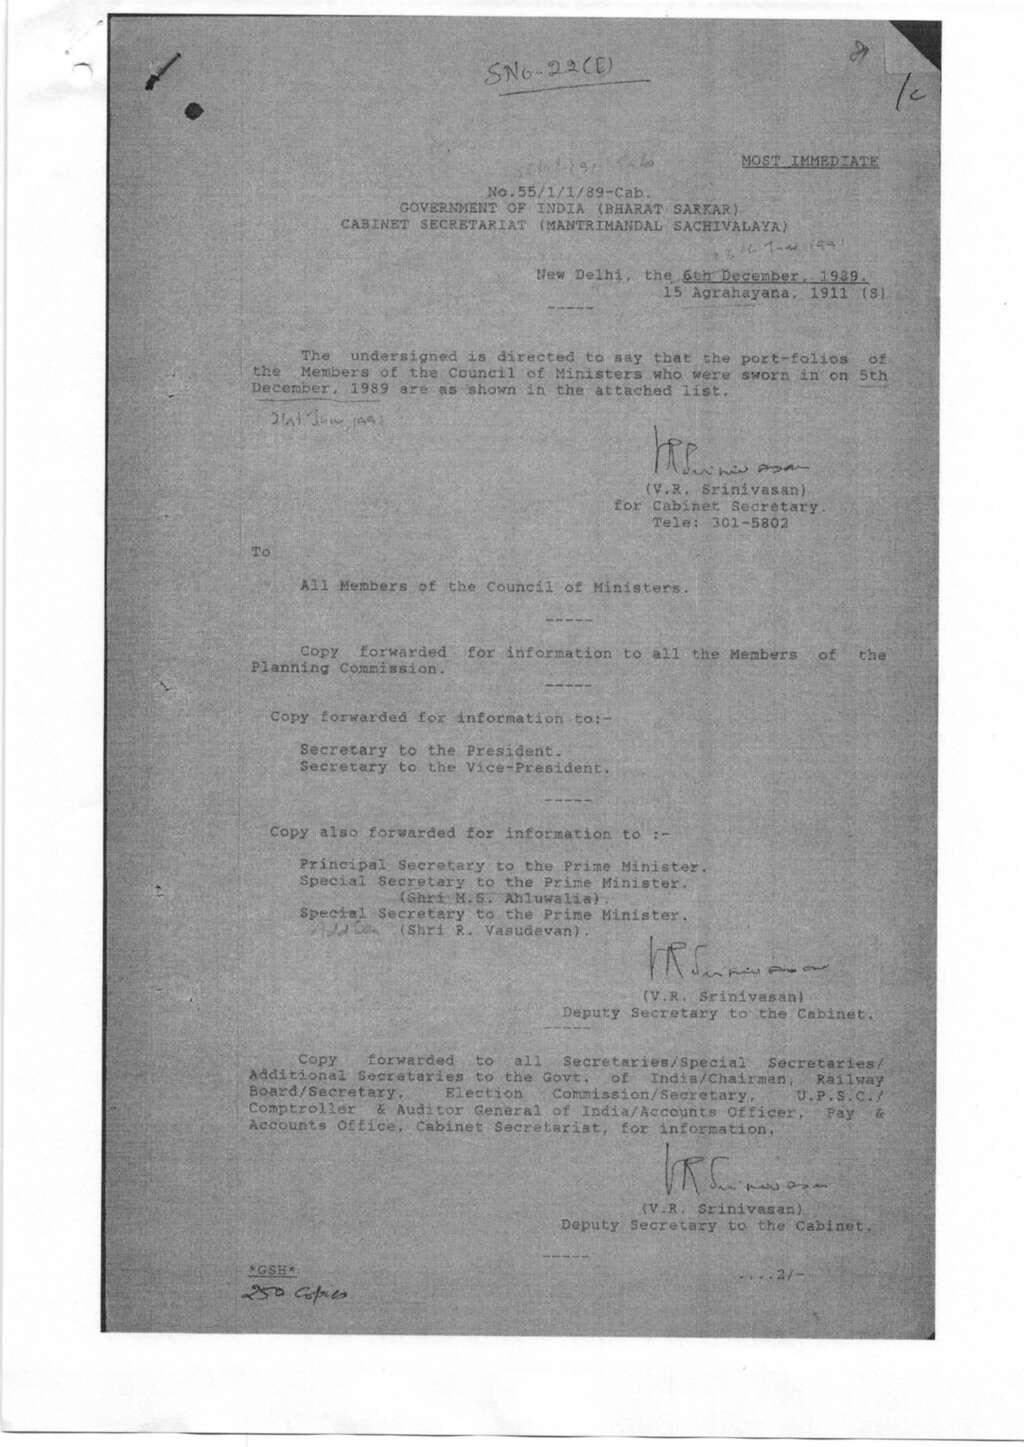 SNo-22(E)
MOST IMMEDIATE
No.55/1/1/89-Cab.
GOVERNMENT OF INDIA (BHARAT SARKAR)
CABINET SECRETARIAT (MANTRIMANDAL SACHIVALAYA)
New Delhi, the 6th December, 1989.
15 Agrahayana, 1911 (S)
-----
The undersigned is directed to say that the port-folios of
the Members of the Council of Ministers who were sworn in on 5th
December, 1989 are as shown in the attached list.
VR Srinivasan
(V.R. Srinivasan)
for Cabinet Secretary.
Tele: 301-5802
To
All Members of the Council of Ministers.
-----
Copy forwarded for information to all the Members of the
Planning Commission.
-----
Copy forwarded for information to:-
Secretary to the President.
Secretary to the Vice-President.
-----
Copy also forwarded for information to :-
Principal Secretary to the Prime Minister.
Special Secretary to the Prime Minister.
(Shri M.S. Ahluwalia).
Special Secretary to the Prime Minister.
(Shri R. Vasudevan).
VR Srinivasan
(V.R. Srinivasan)
Deputy Secretary to the Cabinet.
-----
Copy forwarded to all Secretaries/Special Secretaries/
Additional Secretaries to the Govt. of India/Chairman, Railway
Board/Secretary, Election Commission/Secretary, U.P.S.C./
Comptroller & Auditor General of India/Accounts Officer, Pay &
Accounts Office, Cabinet Secretariat, for information.
VR Srinivasan
(V.R. Srinivasan)
Deputy Secretary to the Cabinet.
-----
*GSH*
250 Copies
....2/-